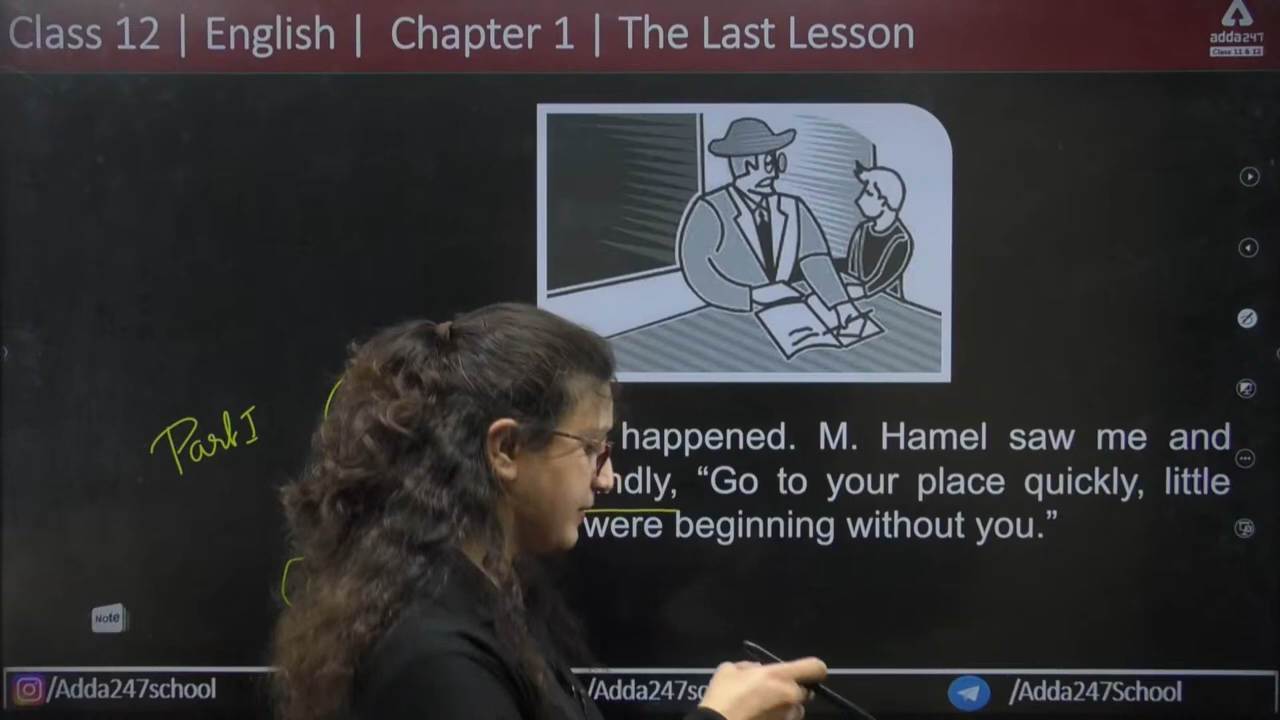 Class 12 | English | Chapter 1 | The Last Lesson
adda247
Class 11 & 12
Part I
happened. M. Hamel saw me and
ndly, “Go to your place quickly, little
were beginning without you.”
Note
/Adda247school
/Adda247sc
/Adda247School